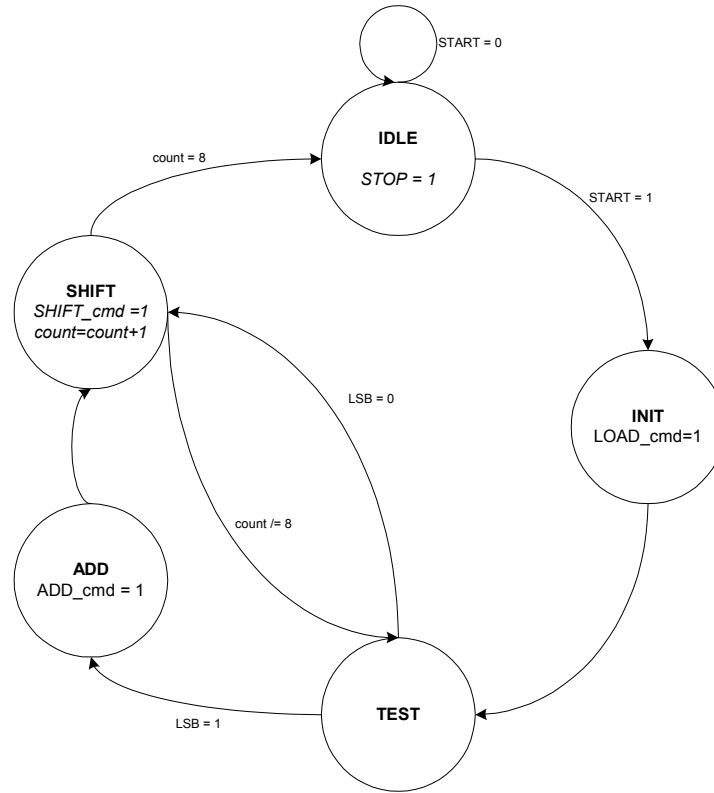 START = 0
IDLE
STOP = 1
count = 8
START = 1
SHIFT
SHIFT_cmd =1
count=count+1
LSB = 0
INIT
LOAD_cmd=1
count /= 8
ADD
ADD_cmd = 1
TEST
LSB = 1